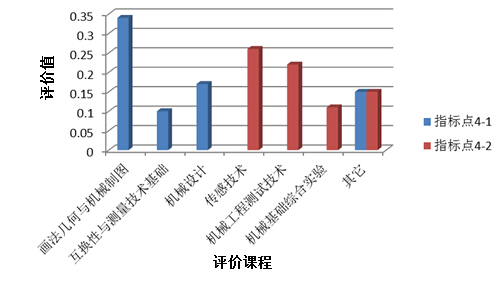 评价值
0.35
0.3
0.25
0.2
0.15
0.1
0.05
0
画法几何与机械制图
互换性与测量技术基础
机械设计
传感技术
机械工程测试技术
机械基础综合实验
其它
评价课程
指标点4-1
指标点4-2